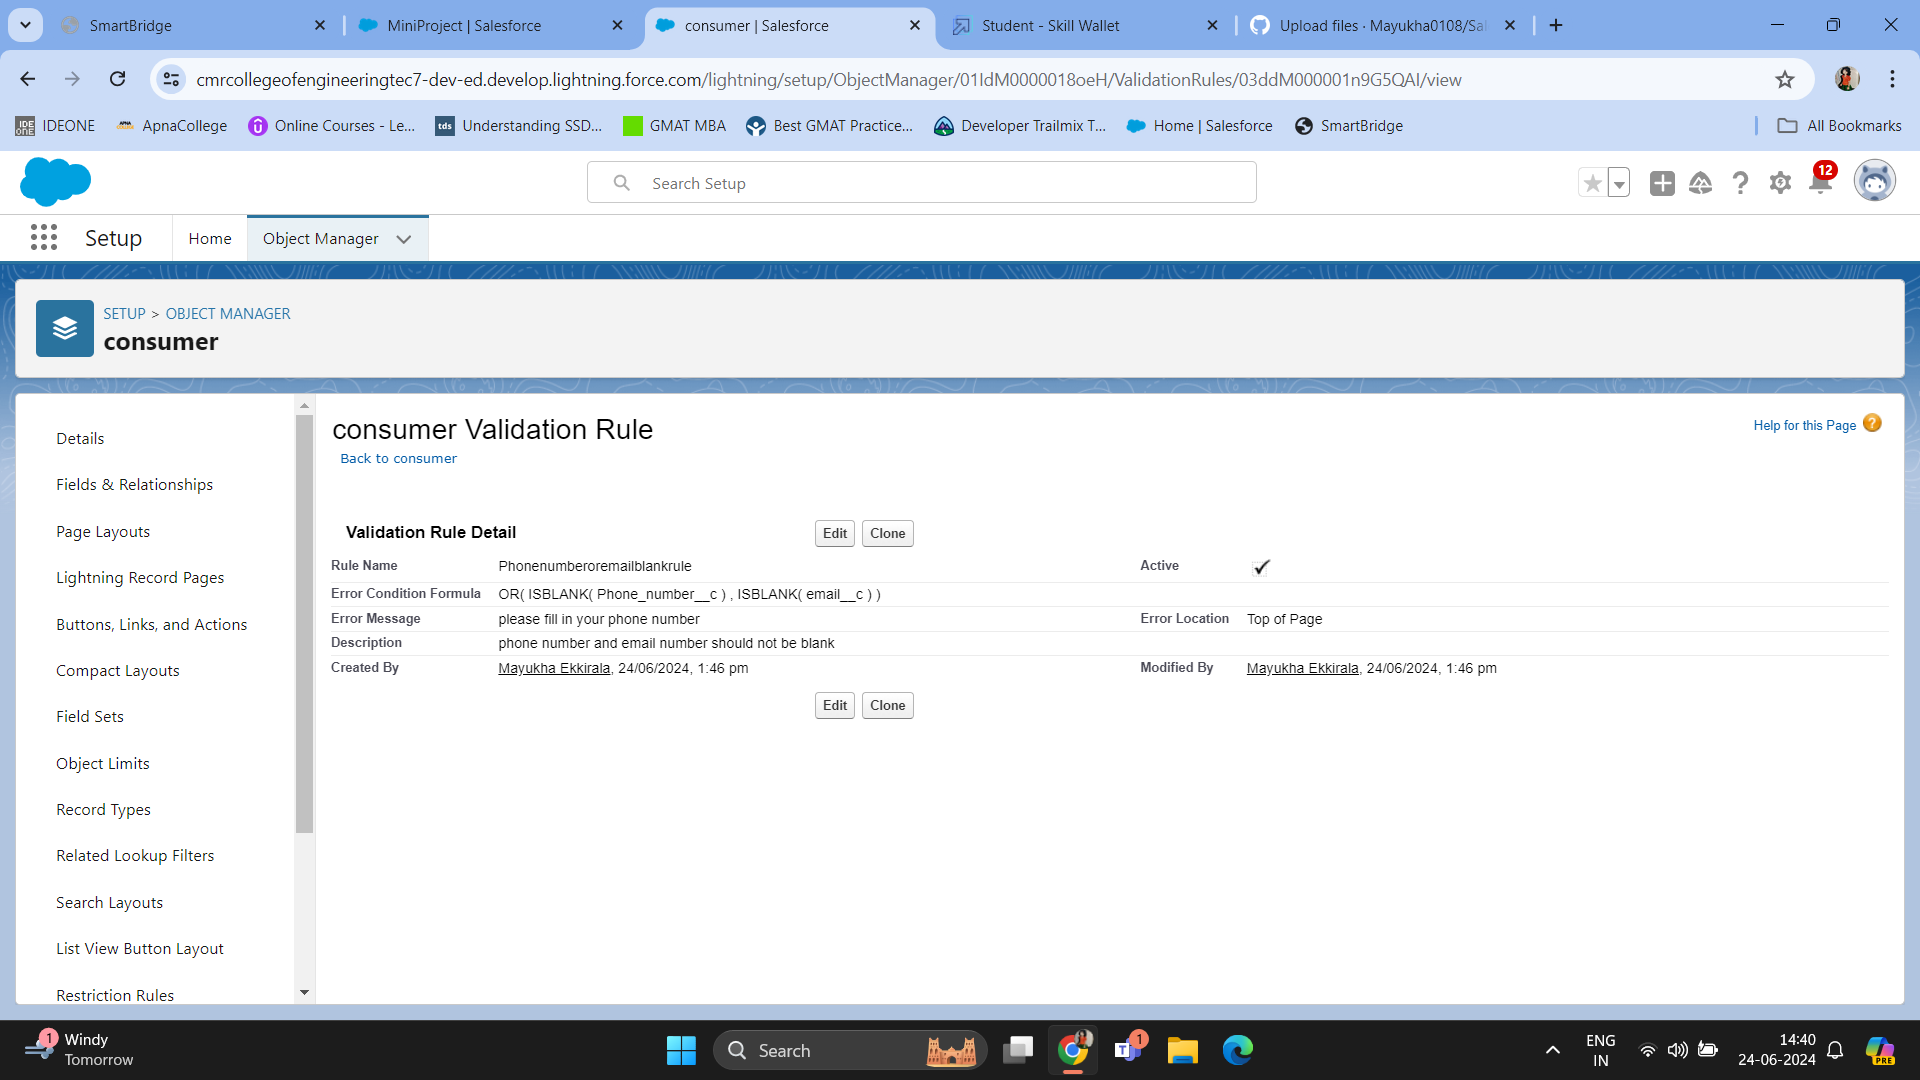 SmartBridge
MiniProject | Salesforce
consumer | Salesforce
Student - Skill Wallet
Upload files · Mayukha0108/Sal
cmrcollegeofengineeringtec7-dev-ed.develop.lightning.force.com/lightning/setup/ObjectManager/01IdM0000018oeH/ValidationRules/03ddM000001n9G5QAI/view
IDEONE
ApnaCollege
Online Courses - Le...
tds
Understanding SSD...
GMAT MBA
Best GMAT Practice...
Developer Trailmix T...
Home | Salesforce
SmartBridge
All Bookmarks
Search Setup
12
Setup
Home
Object Manager
SETUP > OBJECT MANAGER
consumer
Details
Fields & Relationships
Page Layouts
Lightning Record Pages
Buttons, Links, and Actions
Compact Layouts
Field Sets
Object Limits
Record Types
Related Lookup Filters
Search Layouts
List View Button Layout
Restriction Rules
consumer Validation Rule
Back to consumer
Help for this Page
Validation Rule Detail
Edit Clone
Rule Name Phonenumberoremailblankrule Active
Error Condition Formula OR( ISBLANK( Phone_number__c ) , ISBLANK( email__c ) )
Error Message please fill in your phone number Error Location Top of Page
Description phone number and email number should not be blank
Created By Mayukha Ekkirala, 24/06/2024, 1:46 pm Modified By Mayukha Ekkirala, 24/06/2024, 1:46 pm
Edit Clone
1
Windy
Tomorrow
Search
1
ENG
IN
14:40
24-06-2024
PRE